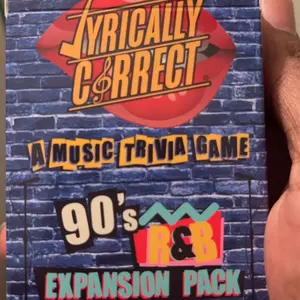 LYRICALLY
CORRECT
A MUSIC TRIVIA GAME
90's
R&B
EXPANSION PACK